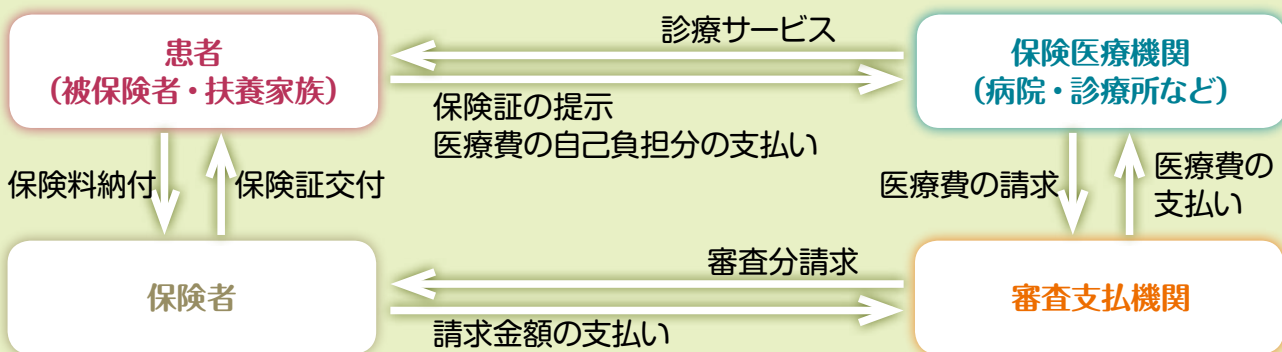 診療サービス
患者
（被保険者・扶養家族）
保険医療機関
（病院・診療所など）
保険証の提示
医療費の自己負担分の支払い
保険料納付
保険証交付
医療費の請求
医療費の
支払い
審査分請求
保険者
審査支払機関
請求金額の支払い